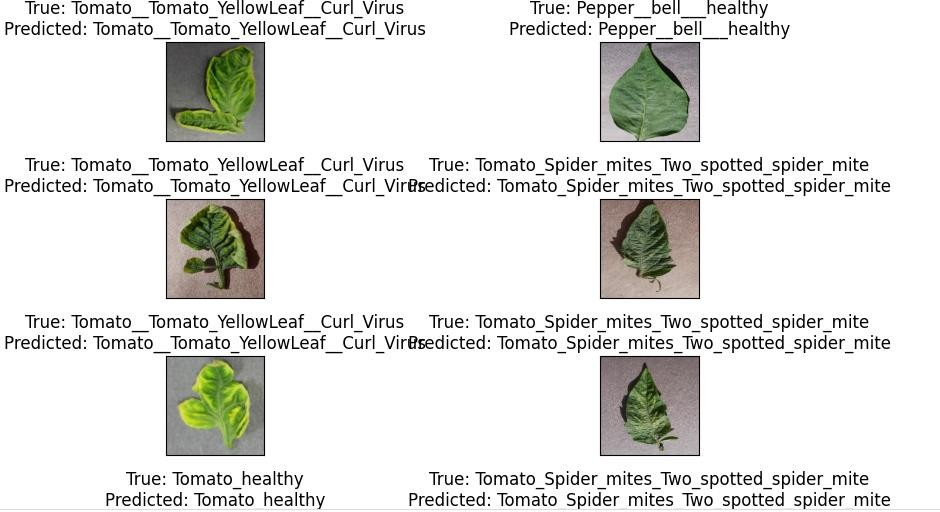 True: Tomato__Tomato_YellowLeaf__Curl_Virus
Predicted: Tomato__Tomato_YellowLeaf__Curl_Virus
True: Pepper__bell___healthy
Predicted: Pepper__bell___healthy
True: Tomato__Tomato_YellowLeaf__Curl_Virus
Predicted: Tomato__Tomato_YellowLeaf__Curl_Virus
True: Tomato_Spider_mites_Two_spotted_spider_mite
Predicted: Tomato_Spider_mites_Two_spotted_spider_mite
True: Tomato__Tomato_YellowLeaf__Curl_Virus
Predicted: Tomato__Tomato_YellowLeaf__Curl_Virus
True: Tomato_Spider_mites_Two_spotted_spider_mite
Predicted: Tomato_Spider_mites_Two_spotted_spider_mite
True: Tomato_healthy
Predicted: Tomato_healthy
True: Tomato_Spider_mites_Two_spotted_spider_mite
Predicted: Tomato_Spider_mites_Two_spotted_spider_mite